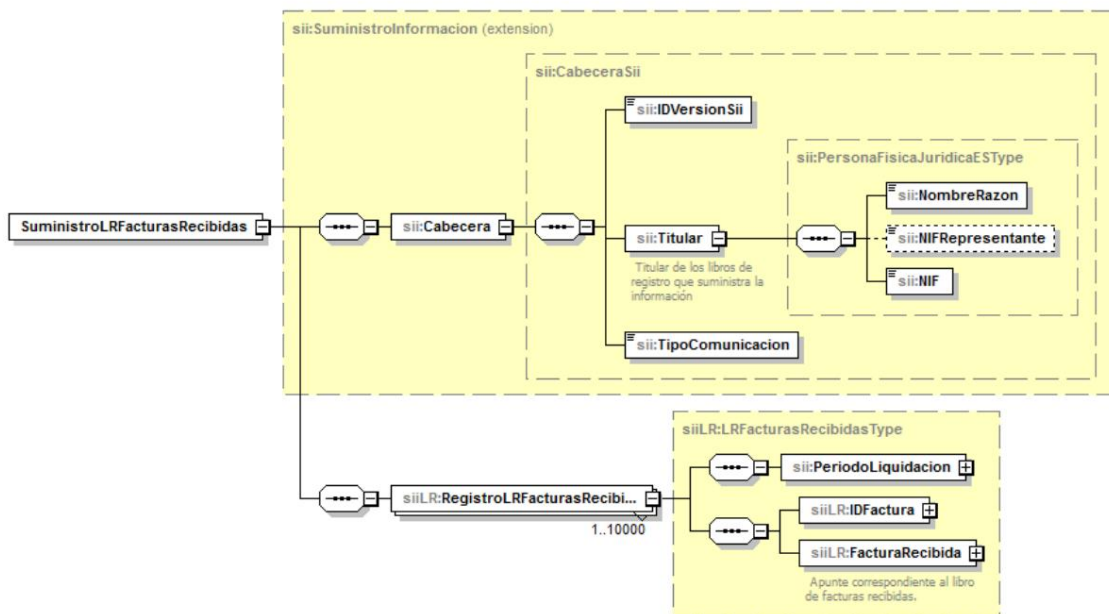 sii:SuministroInformacion (extension)
sii:CabeceraSii
sii:IDVersionSii
sii:PersonaFisicaJuridicaESType
sii:NombreRazon
SuministroLRFacturasRecibidas
sii:Cabecera
sii:Titular
sii:NIFRepresentante
Titular de los libros de
registro que suministra la
información
sii:NIF
sii:TipoComunicacion
siiLR:LRFacturasRecibidasType
sii:PeriodoLiquidacion
siiLR:RegistroLRFacturasRecibi...
1..10000
siiLR:IDFactura
siiLR:FacturaRecibida
Apunte correspondiente al libro
de facturas recibidas.